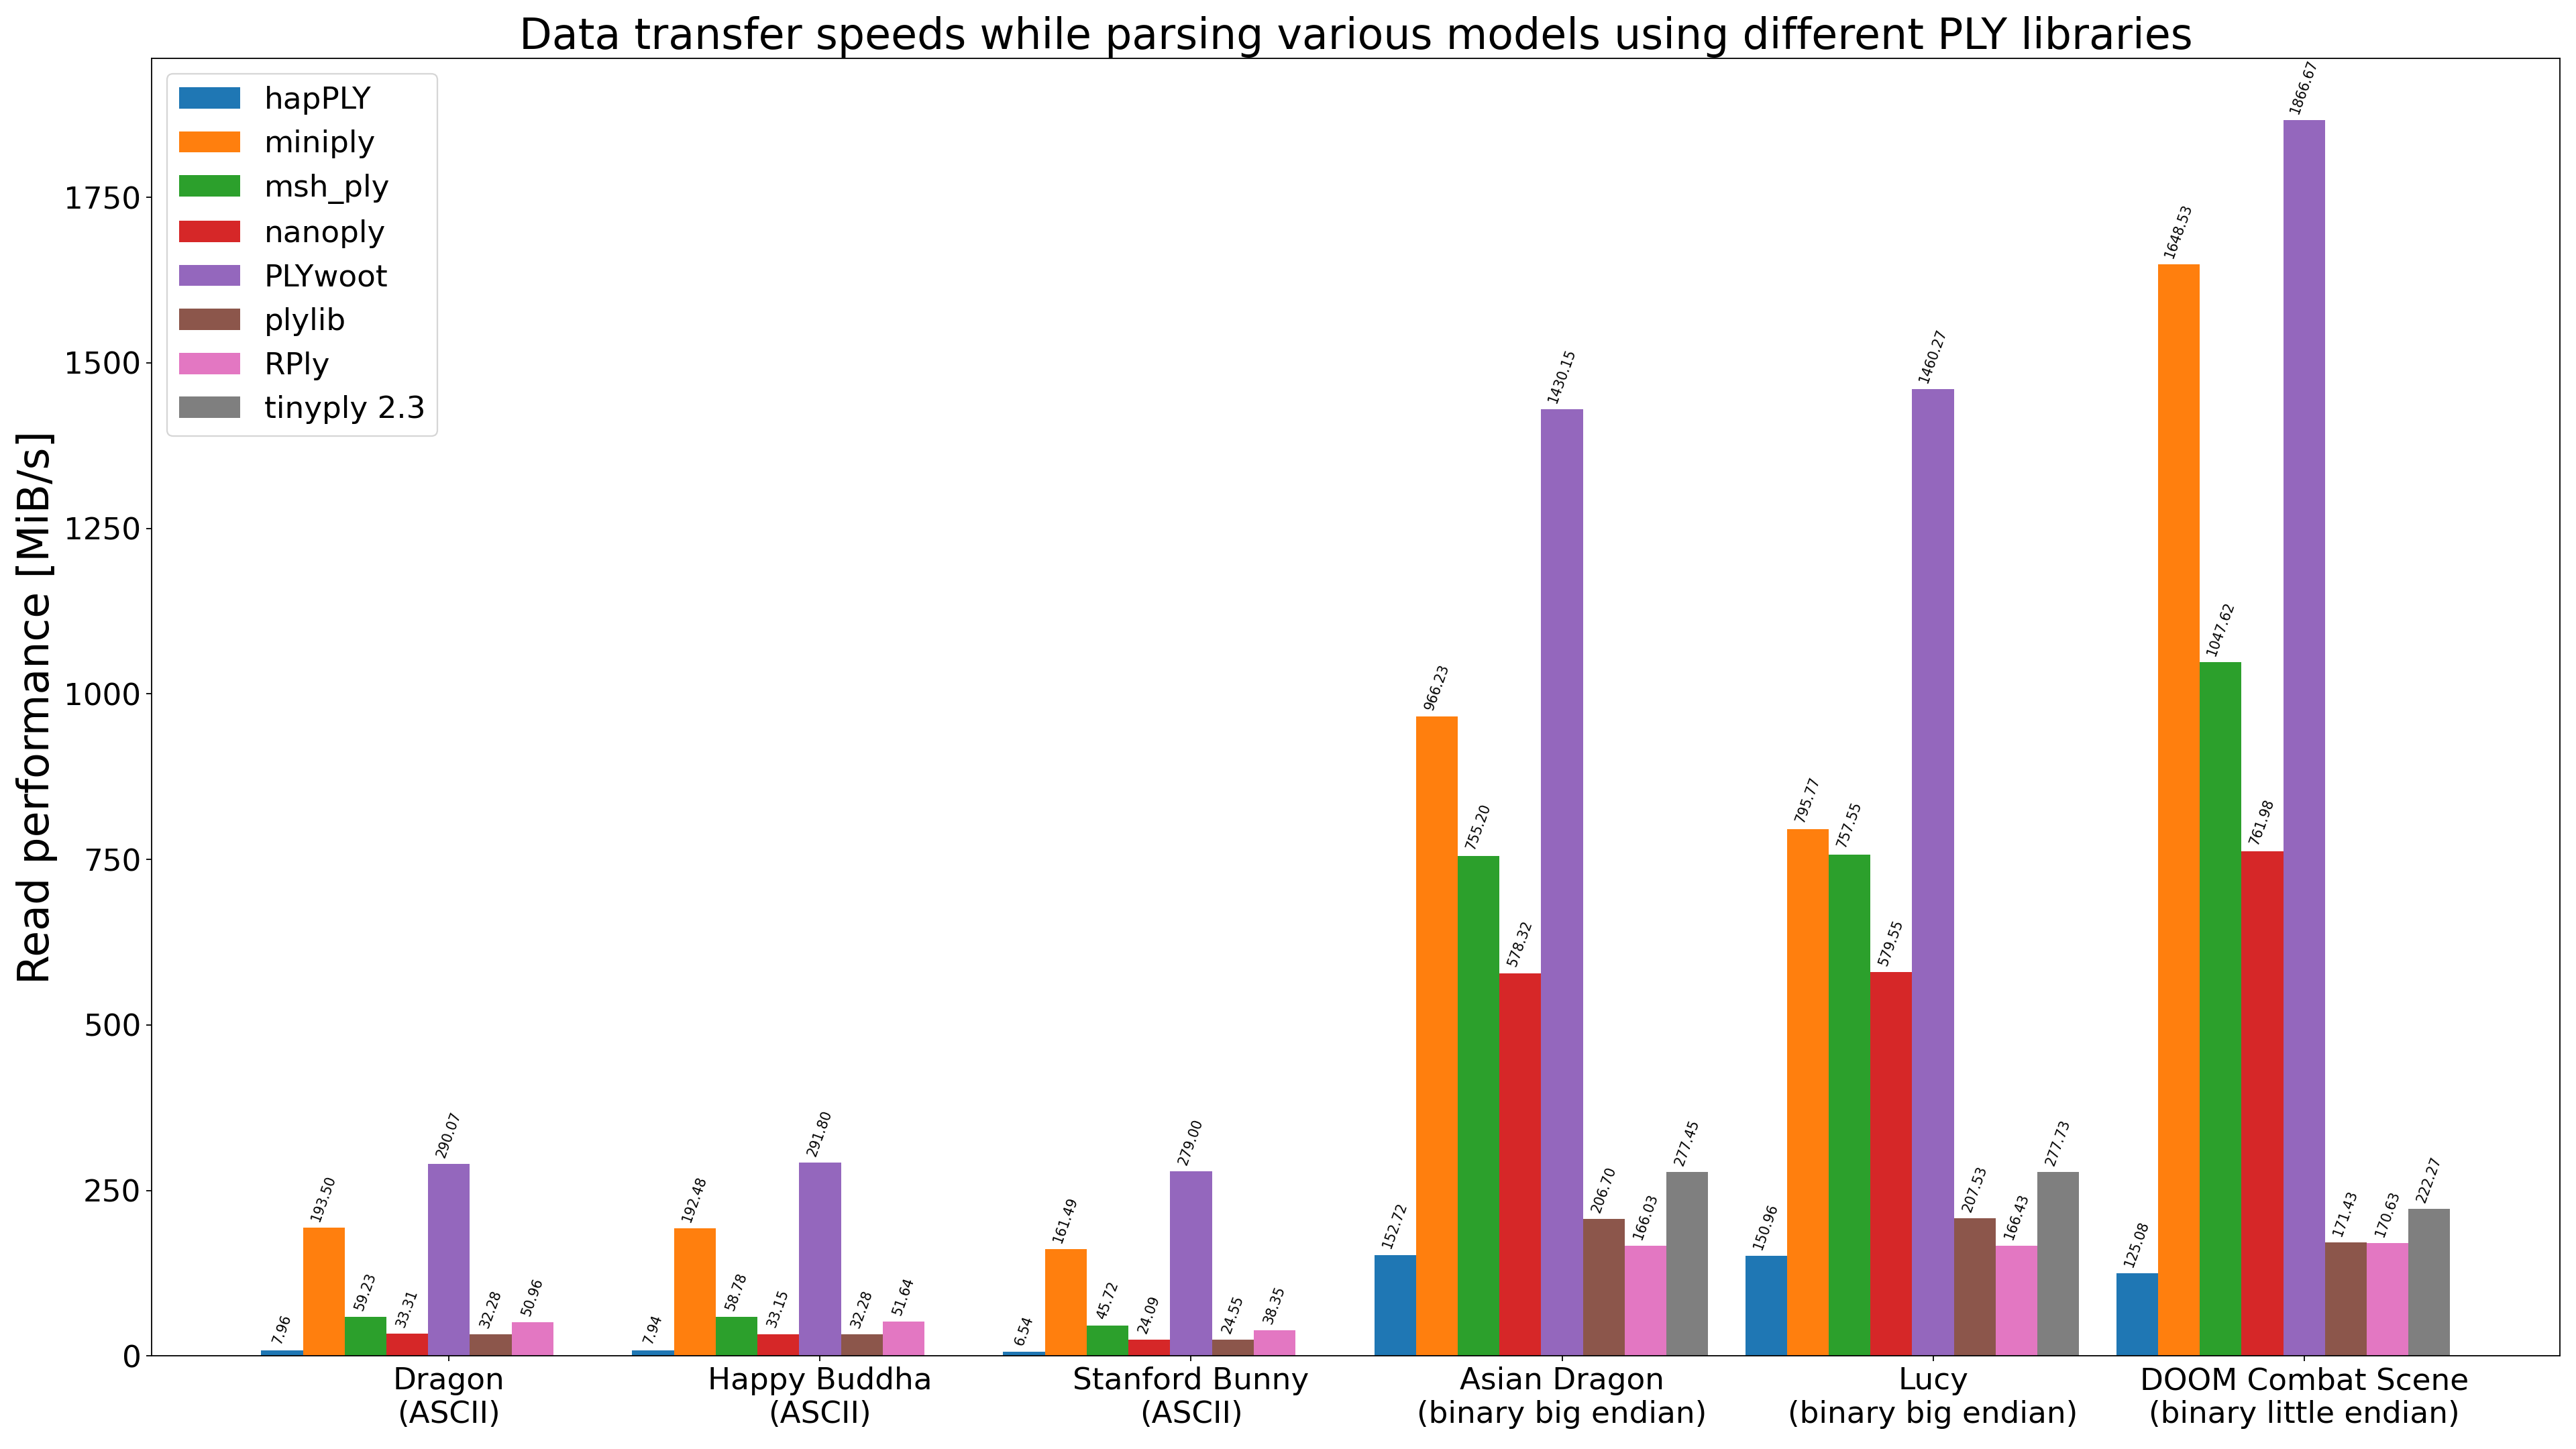 Data transfer speeds while parsing various models using different PLY libraries
hapPLY
miniply
msh_ply
nanoply
PLYwoot
plylib
RPly
tinyply 2.3
Read performance [MiB/s]
1750
1500
1250
1000
750
500
250
0
7.96
193.50
59.23
33.31
290.07
32.28
50.96
7.94
192.48
58.78
33.15
291.80
32.28
51.64
6.54
161.49
45.72
24.09
279.00
24.55
38.35
152.72
966.23
755.20
578.32
1430.15
206.70
166.03
277.45
150.96
795.77
757.55
579.55
1460.27
207.53
166.43
277.73
125.08
1648.53
1047.62
761.98
1866.67
171.43
170.63
222.27
Dragon
(ASCII)
Happy Buddha
(ASCII)
Stanford Bunny
(ASCII)
Asian Dragon
(binary big endian)
Lucy
(binary big endian)
DOOM Combat Scene
(binary little endian)